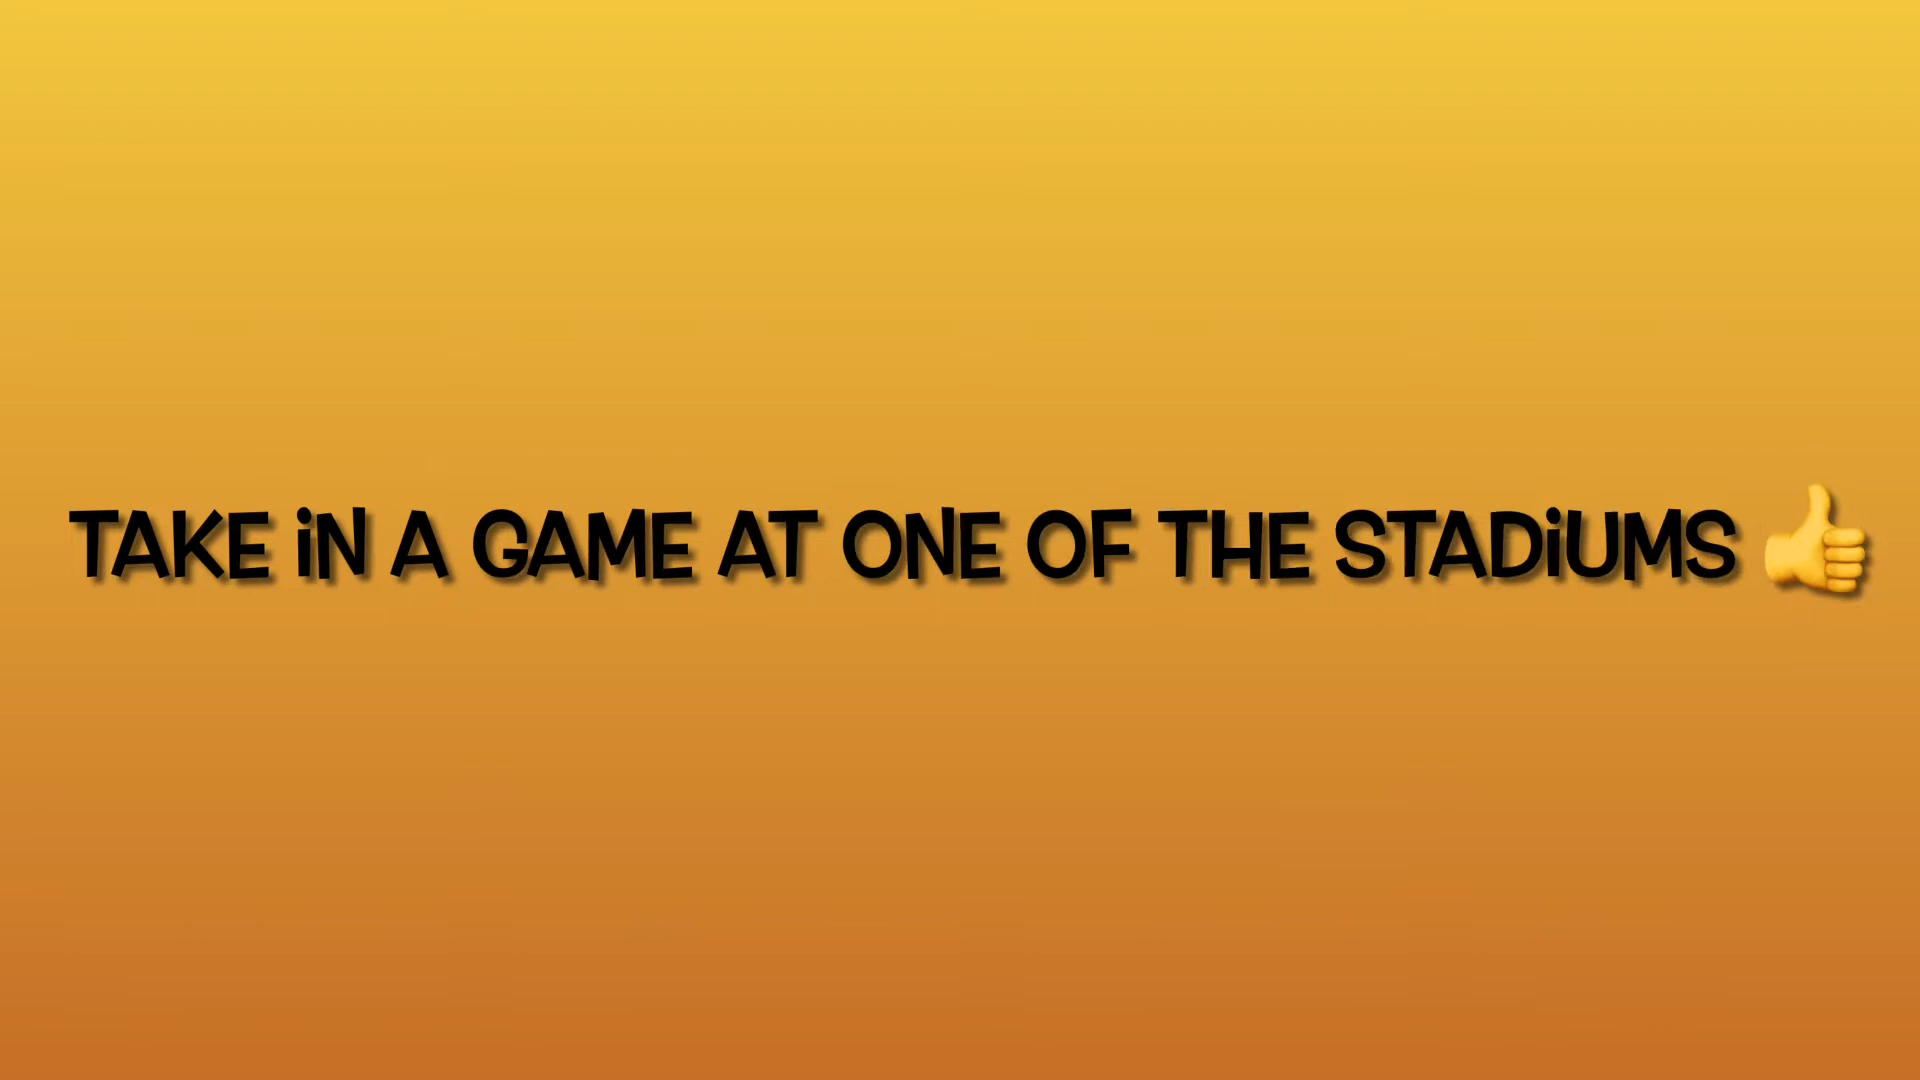 TAKE iN A GAME AT ONE OF THE STADiUMS 👍